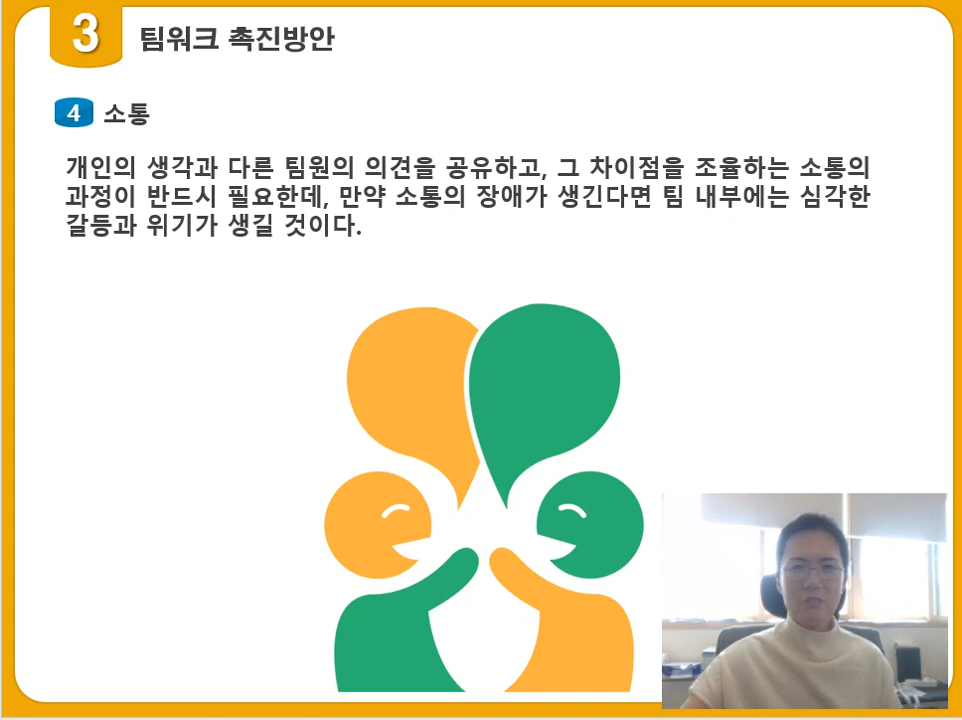 3 팀워크 촉진방안
4 소통
개인의 생각과 다른 팀원의 의견을 공유하고, 그 차이점을 조율하는 소통의
과정이 반드시 필요한데, 만약 소통의 장애가 생긴다면 팀 내부에는 심각한
갈등과 위기가 생길 것이다.